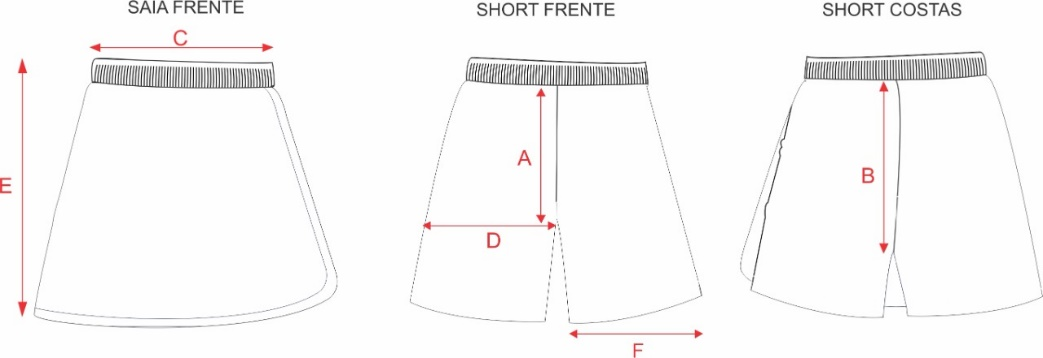 SAIA FRENTE
SHORT FRENTE
SHORT COSTAS
C
E
A
D
F
B